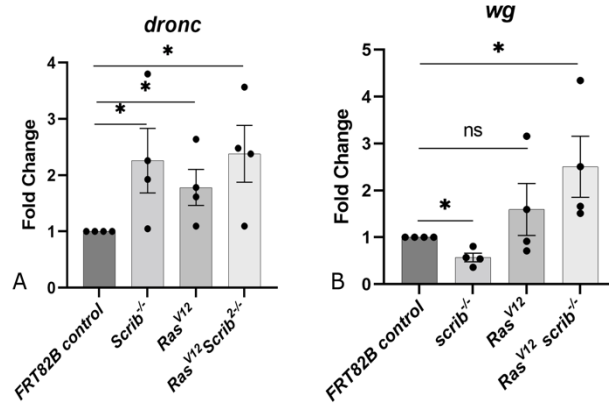 dronc
*
*
*
Fold Change
4
3
2
1
0
A
FRT82B control
Scrib-/-
RasV12
RasV12Scrib2-/-
wg
*
ns
*
Fold Change
5
4
3
2
1
0
B
FRT82B control
scrib-/-
RasV12
RasV12 scrib-/-